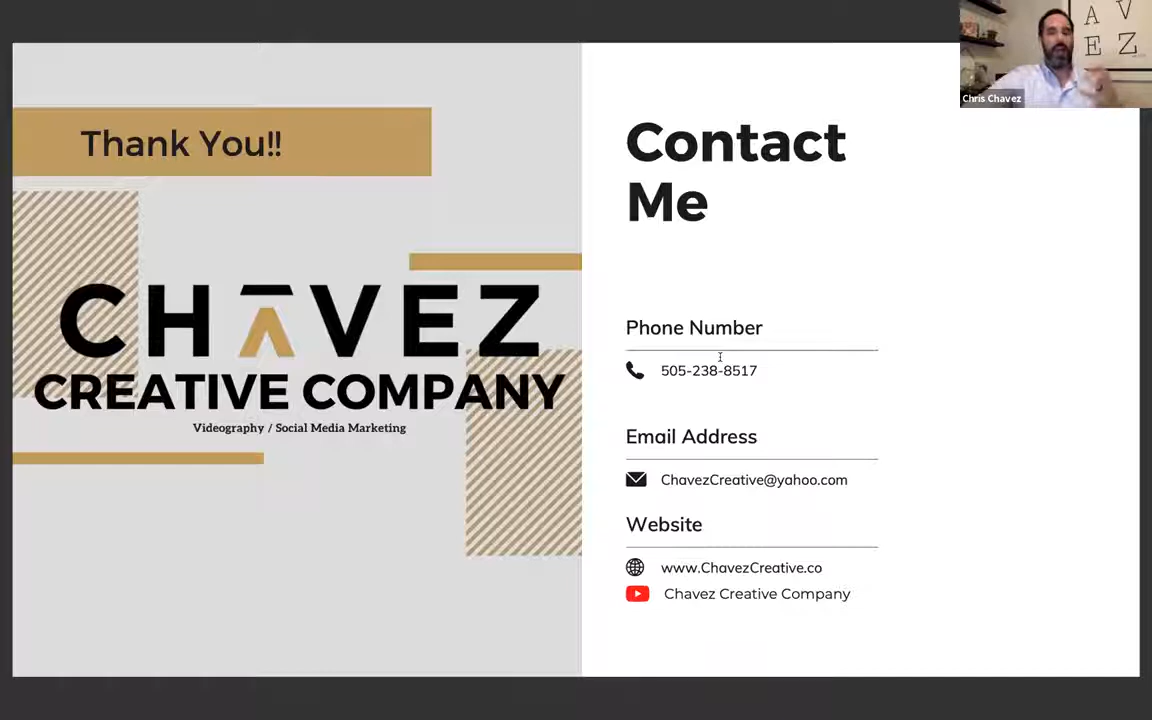 Thank You!!
CHAVEZ
CREATIVE COMPANY
Videography / Social Media Marketing
Contact
Me
Phone Number
505-238-8517
Email Address
ChavezCreative@yahoo.com
Website
www.ChavezCreative.co
Chavez Creative Company
A V
E Z
Chris Chavez